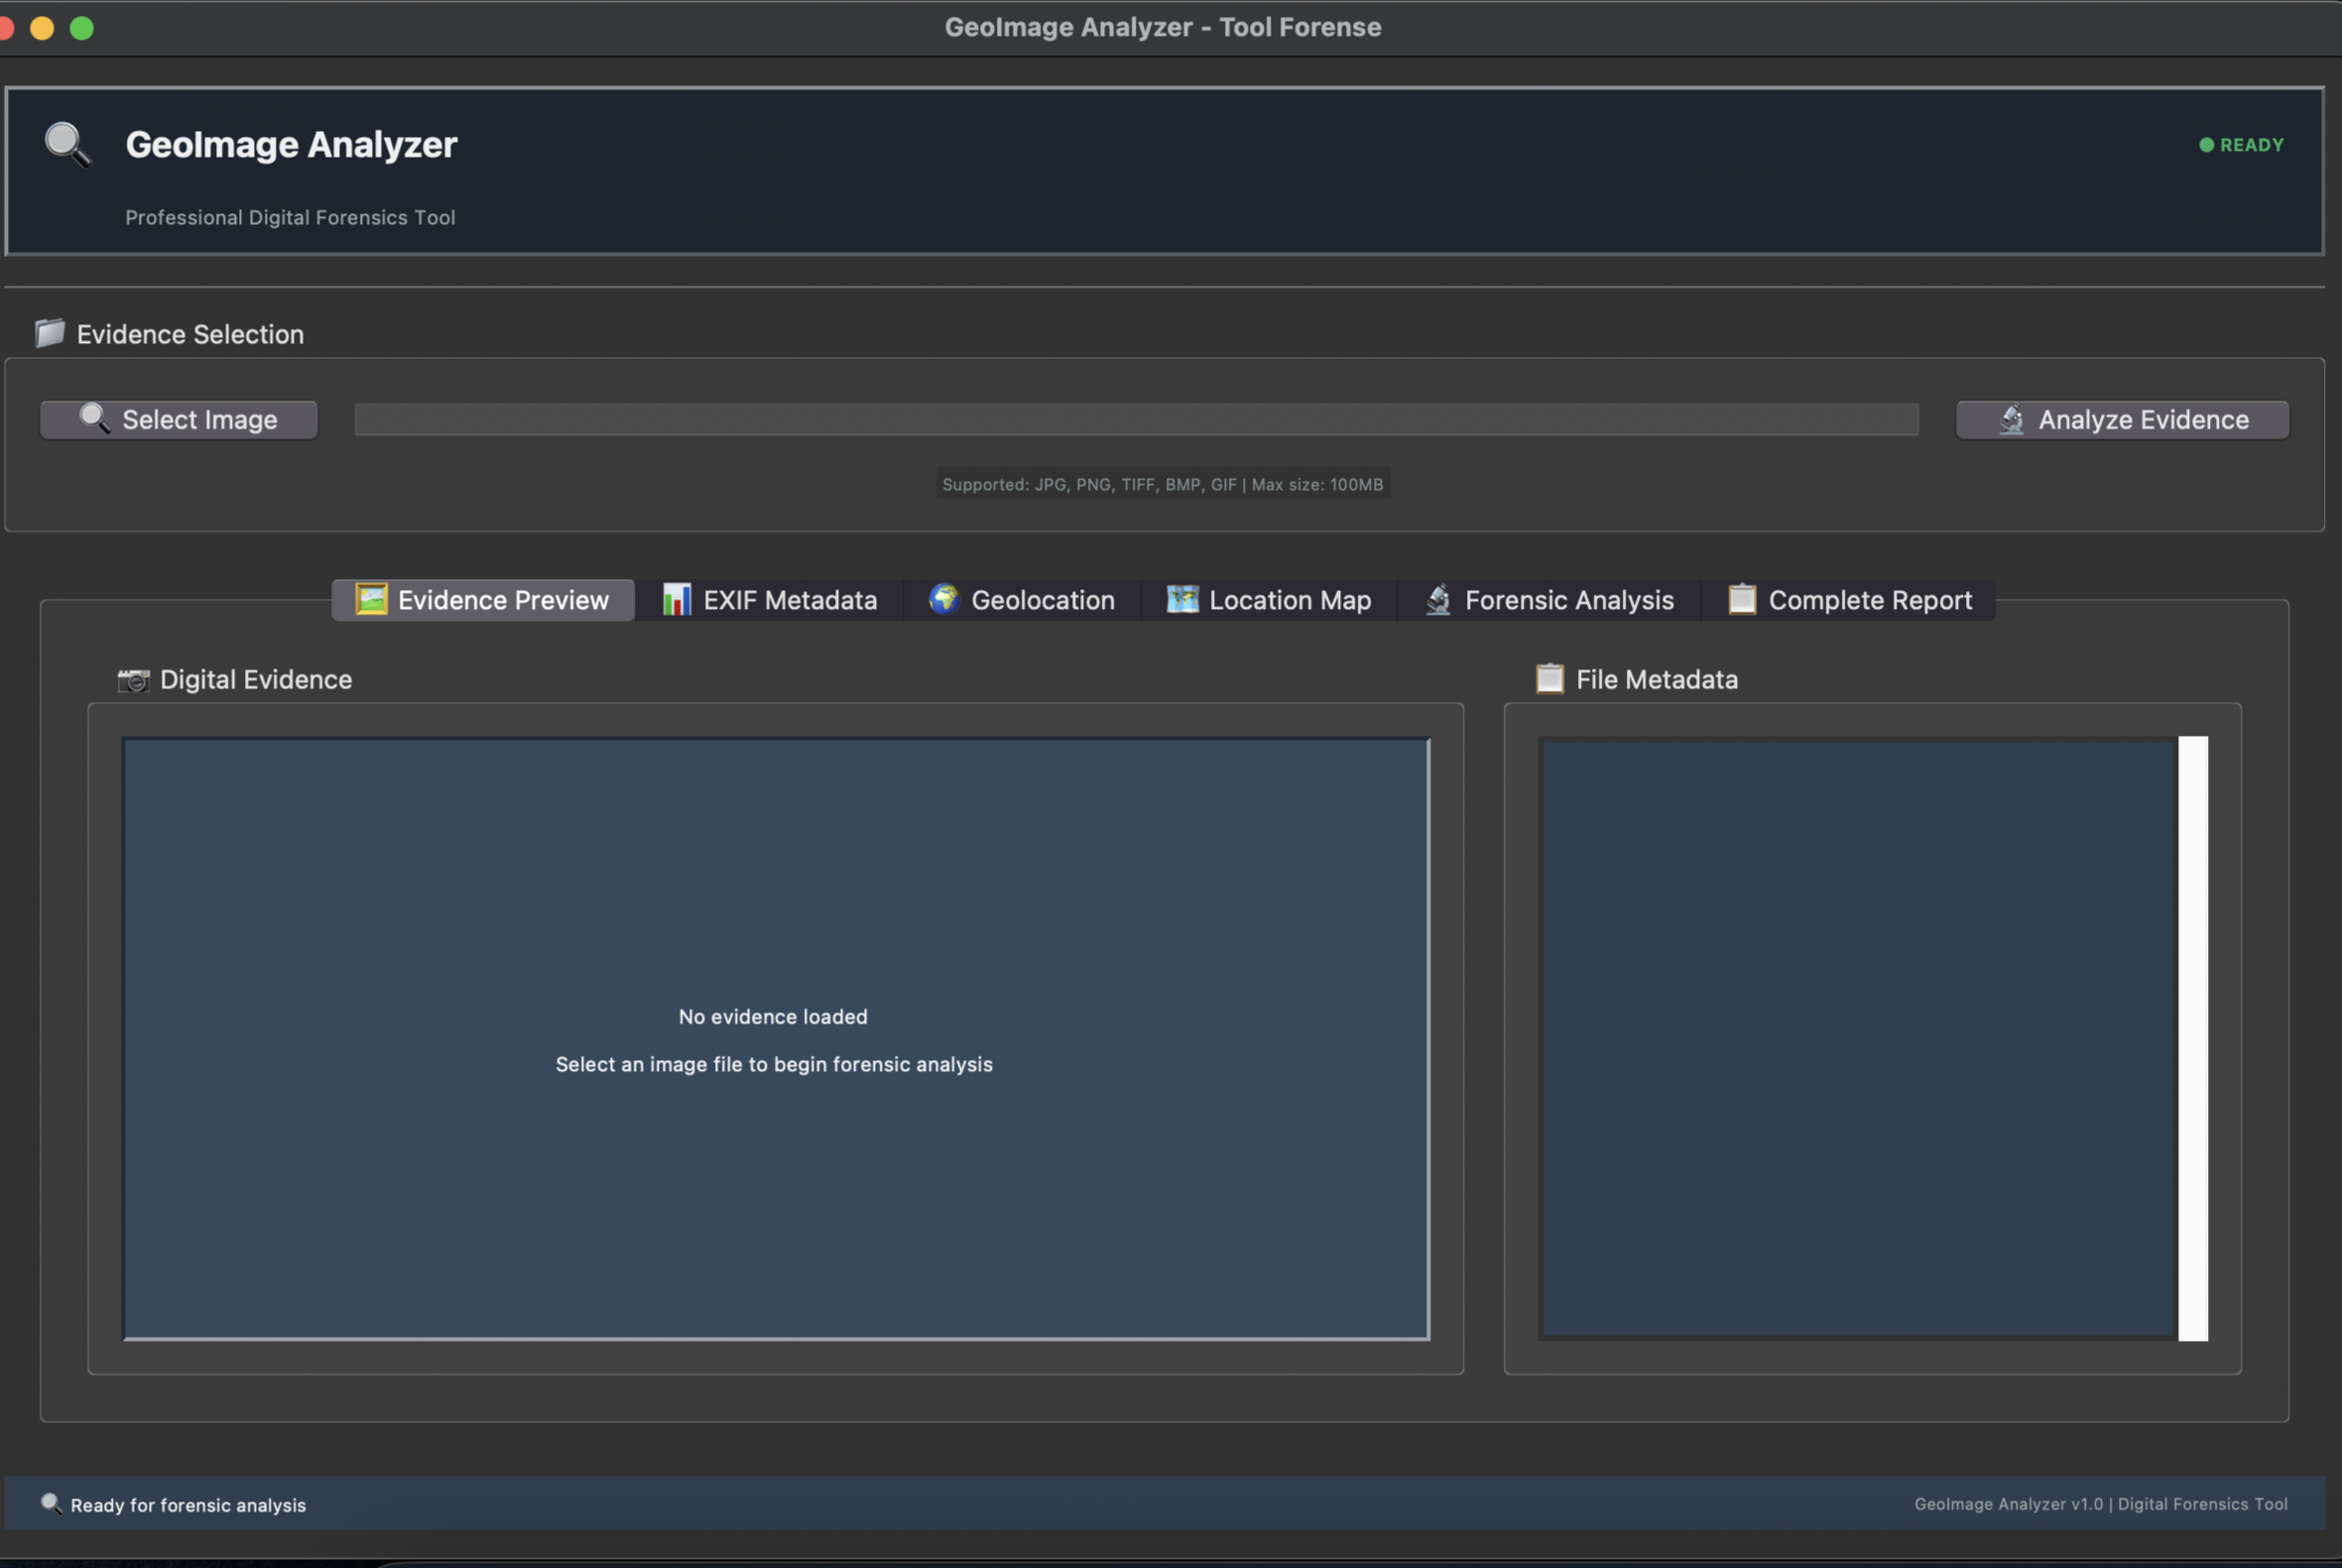 GeoImage Analyzer - Tool Forense
GeoImage Analyzer
READY
Professional Digital Forensics Tool
Evidence Selection
Select Image
Analyze Evidence
Supported: JPG, PNG, TIFF, BMP, GIF | Max size: 100MB
Evidence Preview
EXIF Metadata
Geolocation
Location Map
Forensic Analysis
Complete Report
Digital Evidence
File Metadata
No evidence loaded
Select an image file to begin forensic analysis
Ready for forensic analysis
GeoImage Analyzer v1.0 | Digital Forensics Tool